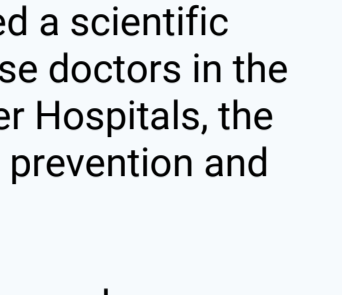 ed a scientific
se doctors in the
er Hospitals, the
prevention and